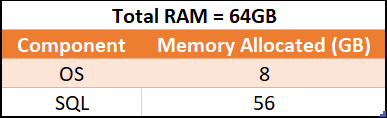 Total RAM = 64GB
Component Memory Allocated (GB)
OS 8
SQL 56